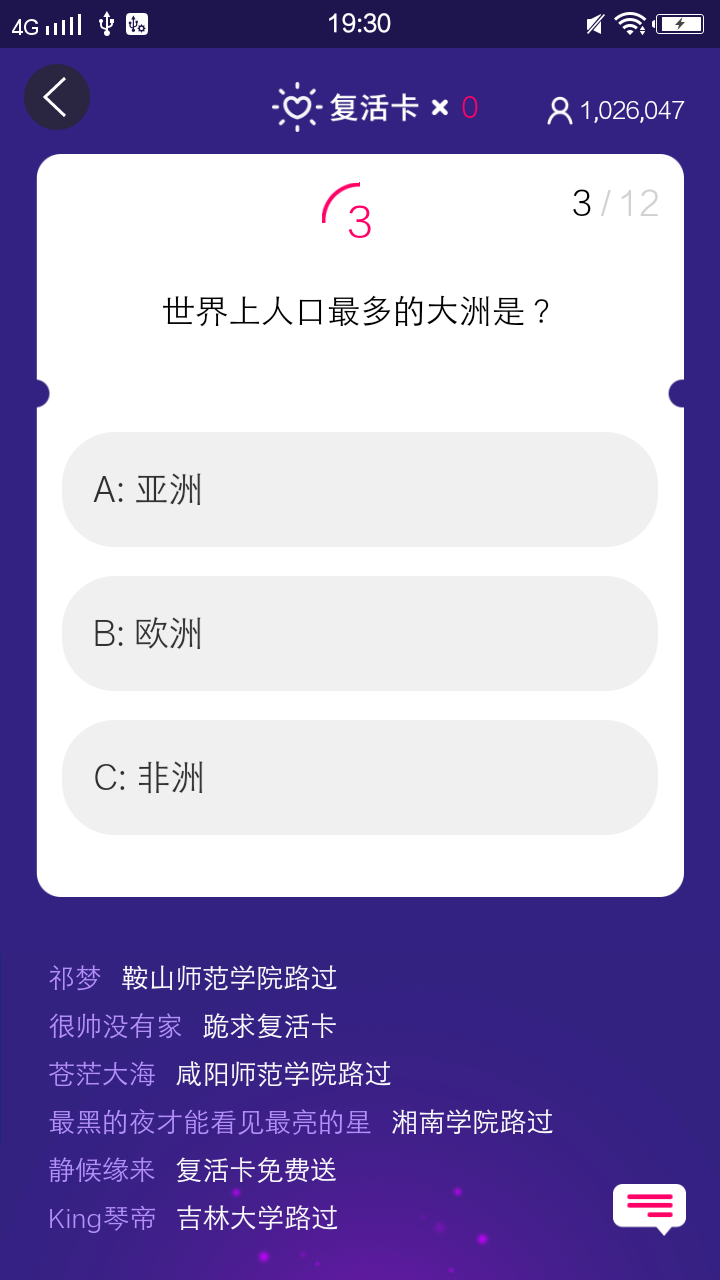 4G 19:30
复活卡 × 0 1,026,047
3 3 / 12
世界上人口最多的大洲是？
A: 亚洲
B: 欧洲
C: 非洲
祁梦 鞍山师范学院路过
很帅没有家 跪求复活卡
苍茫大海 咸阳师范学院路过
最黑的夜才能看见最亮的星 湘南学院路过
静候缘来 复活卡免费送
King琴帝 吉林大学路过